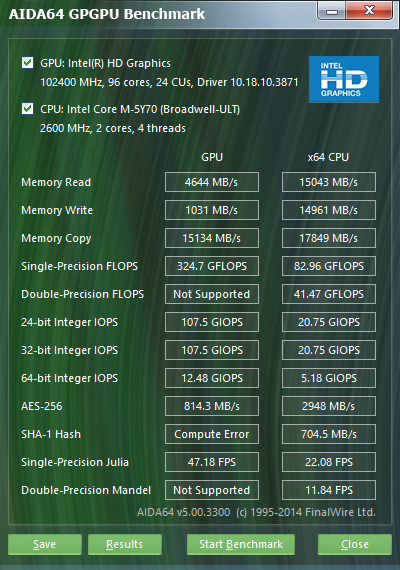 AIDA64 GPGPU Benchmark
GPU: Intel(R) HD Graphics
102400 MHz, 96 cores, 24 CUs, Driver 10.18.10.3871
CPU: Intel Core M-5Y70 (Broadwell-ULT)
2600 MHz, 2 cores, 4 threads
INTEL
HD
GRAPHICS
GPU x64 CPU
Memory Read 4644 MB/s 15043 MB/s
Memory Write 1031 MB/s 14961 MB/s
Memory Copy 15134 MB/s 17849 MB/s
Single-Precision FLOPS 324.7 GFLOPS 82.96 GFLOPS
Double-Precision FLOPS Not Supported 41.47 GFLOPS
24-bit Integer IOPS 107.5 GIOPS 20.75 GIOPS
32-bit Integer IOPS 107.5 GIOPS 20.75 GIOPS
64-bit Integer IOPS 12.48 GIOPS 5.18 GIOPS
AES-256 814.3 MB/s 2948 MB/s
SHA-1 Hash Compute Error 704.5 MB/s
Single-Precision Julia 47.18 FPS 22.08 FPS
Double-Precision Mandel Not Supported 11.84 FPS
AIDA64 v5.00.3300 (c) 1995-2014 FinalWire Ltd.
Save Results Start Benchmark Close